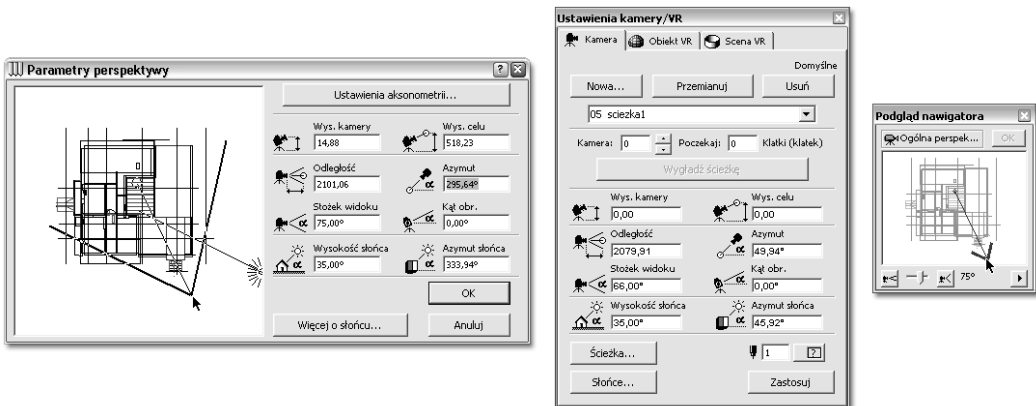 Parametry perspektywy
Ustawienia aksonometrii...
Wys. kamery
14,88
Wys. celu
518,23
Odległość
2101,06
Azymut
295,64°
α
Stożek widoku
75,00°
α
Kąt obr.
0,00°
α
Wysokość słońca
35,00°
α
Azymut słońca
333,94°
α
OK
Więcej o słońcu...
Anuluj
Ustawienia kamery/VR
Kamera
Obiekt VR
Scena VR
Domyślne
Nowa...
Przemianuj
Usuń
05 sciezka1
Kamera: 0
Poczekaj: 0
Klatki (klatek)
Wygładź ścieżkę
Wys. kamery
0,00
Wys. celu
0,00
Odległość
2079,91
Azymut
49,94°
α
Stożek widoku
66,00°
α
Kąt obr.
0,00°
α
Wysokość słońca
35,00°
α
Azymut słońca
45,92°
α
Ścieżka...
1
?
Słońce...
Zastosuj
Podgląd nawigatora
Ogólna perspek...
OK
75°